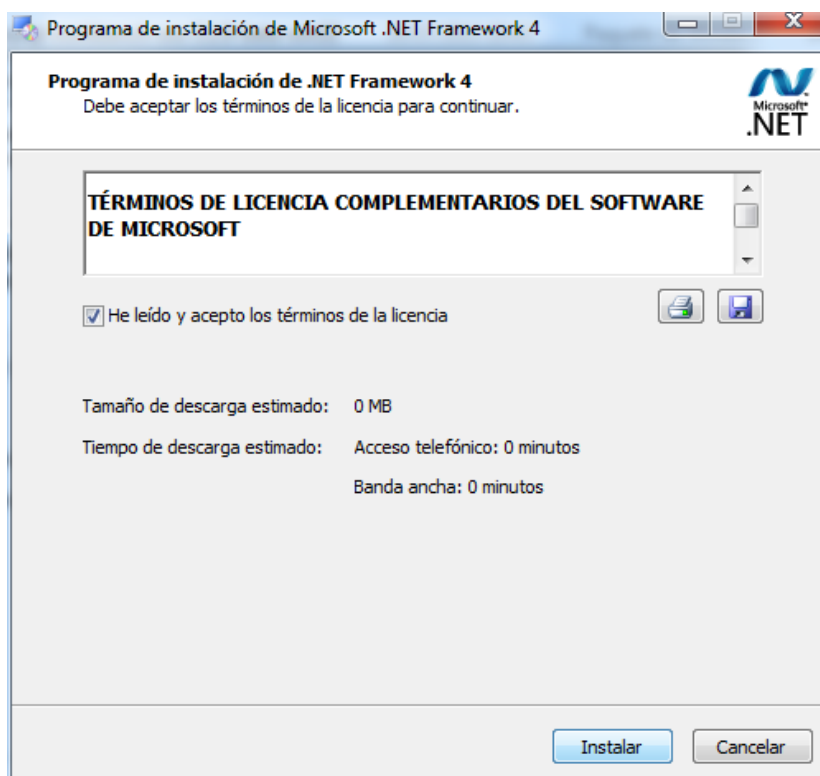 Programa de instalación de Microsoft .NET Framework 4
Programa de instalación de .NET Framework 4
Debe aceptar los términos de la licencia para continuar.
Microsoft®
.NET
TÉRMINOS DE LICENCIA COMPLEMENTARIOS DEL SOFTWARE
DE MICROSOFT
He leído y acepto los términos de la licencia
Tamaño de descarga estimado: 0 MB
Tiempo de descarga estimado: Acceso telefónico: 0 minutos
Banda ancha: 0 minutos
Instalar
Cancelar